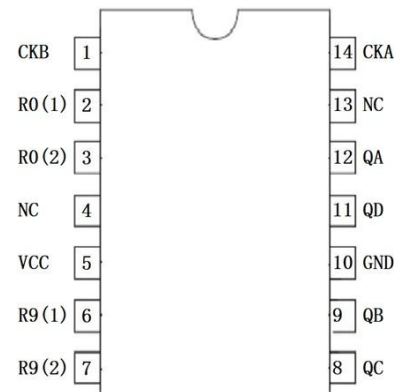 CKB 1 14 CKA
R0(1) 2 13 NC
R0(2) 3 12 QA
NC 4 11 QD
VCC 5 10 GND
R9(1) 6 9 QB
R9(2) 7 8 QC